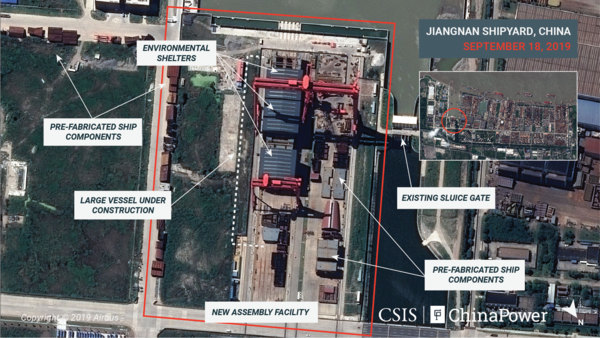 JIANGNAN SHIPYARD, CHINA
SEPTEMBER 18, 2019
ENVIRONMENTAL
SHELTERS
PRE-FABRICATED SHIP
COMPONENTS
LARGE VESSEL UNDER
CONSTRUCTION
EXISTING SLUICE GATE
PRE-FABRICATED SHIP
COMPONENTS
NEW ASSEMBLY FACILITY
Copyright © 2019 Airbus
CSIS
ChinaPower
N